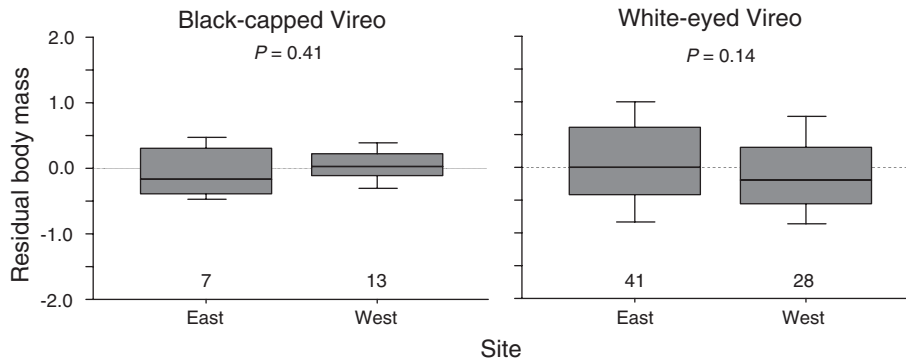 Black-capped Vireo
White-eyed Vireo
P = 0.41
P = 0.14
Residual body mass
2.0
1.0
0.0
-1.0
-2.0
7
13
41
28
East
West
East
West
Site